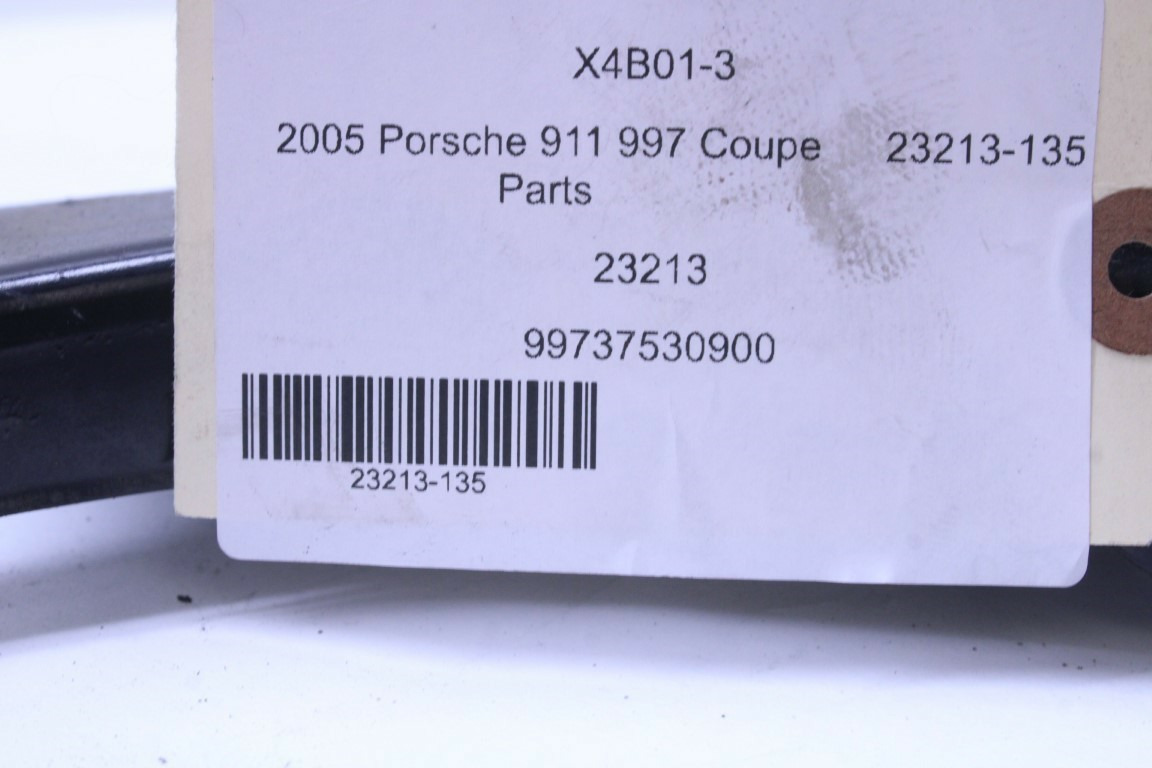 X4B01-3
2005 Porsche 911 997 Coupe 23213-135
Parts
23213
99737530900
23213-135